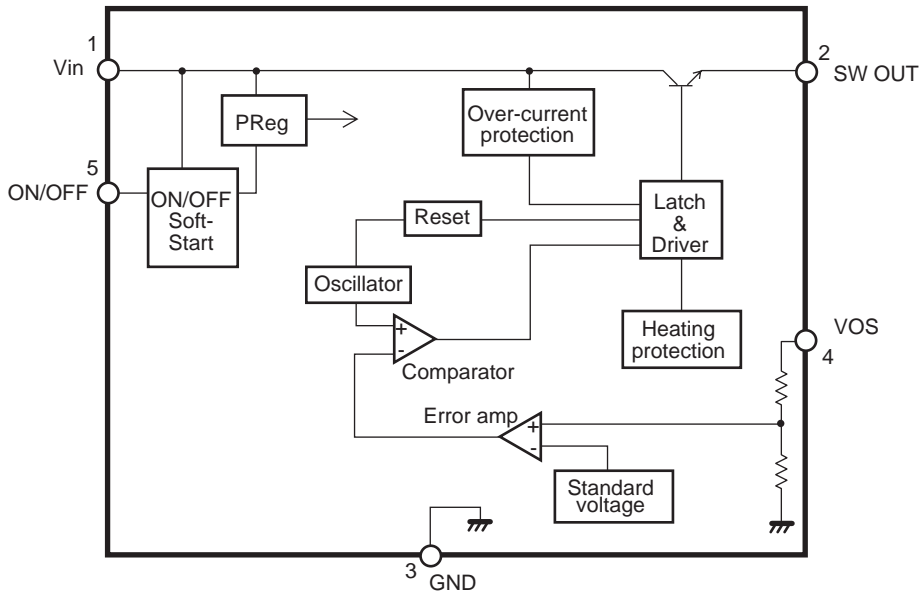 1
Vin
2
SW OUT
PReg
Over-current
protection
5
ON/OFF
ON/OFF
Soft-
Start
Latch
&
Driver
Reset
Oscillator
+
-
Comparator
Heating
protection
VOS
4
Error amp
+
-
Standard
voltage
3
GND